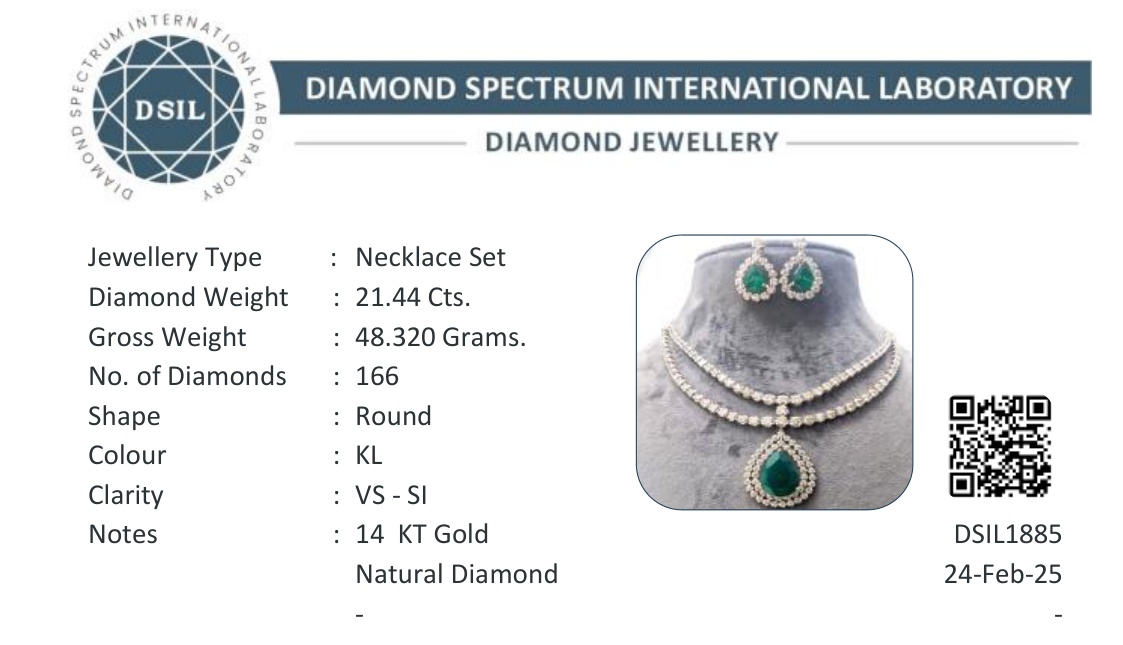 DIAMOND SPECTRUM INTERNATIONAL LABORATORY
DSIL
DIAMOND SPECTRUM INTERNATIONAL LABORATORY
DIAMOND JEWELLERY
Jewellery Type : Necklace Set
Diamond Weight : 21.44 Cts.
Gross Weight : 48.320 Grams.
No. of Diamonds : 166
Shape : Round
Colour : KL
Clarity : VS - SI
Notes : 14 KT Gold
DSIL1885
Natural Diamond
24-Feb-25
-
-